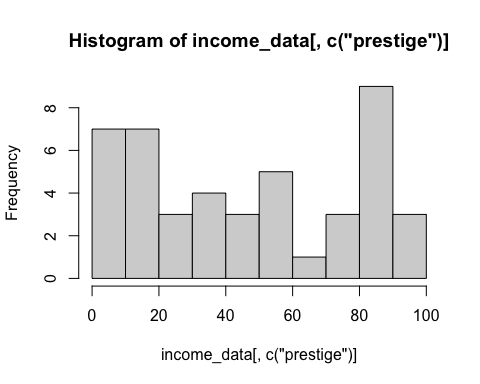 Histogram of income_data[, c("prestige")]
Frequency
8
6
4
2
0
0 20 40 60 80 100
income_data[, c("prestige")]